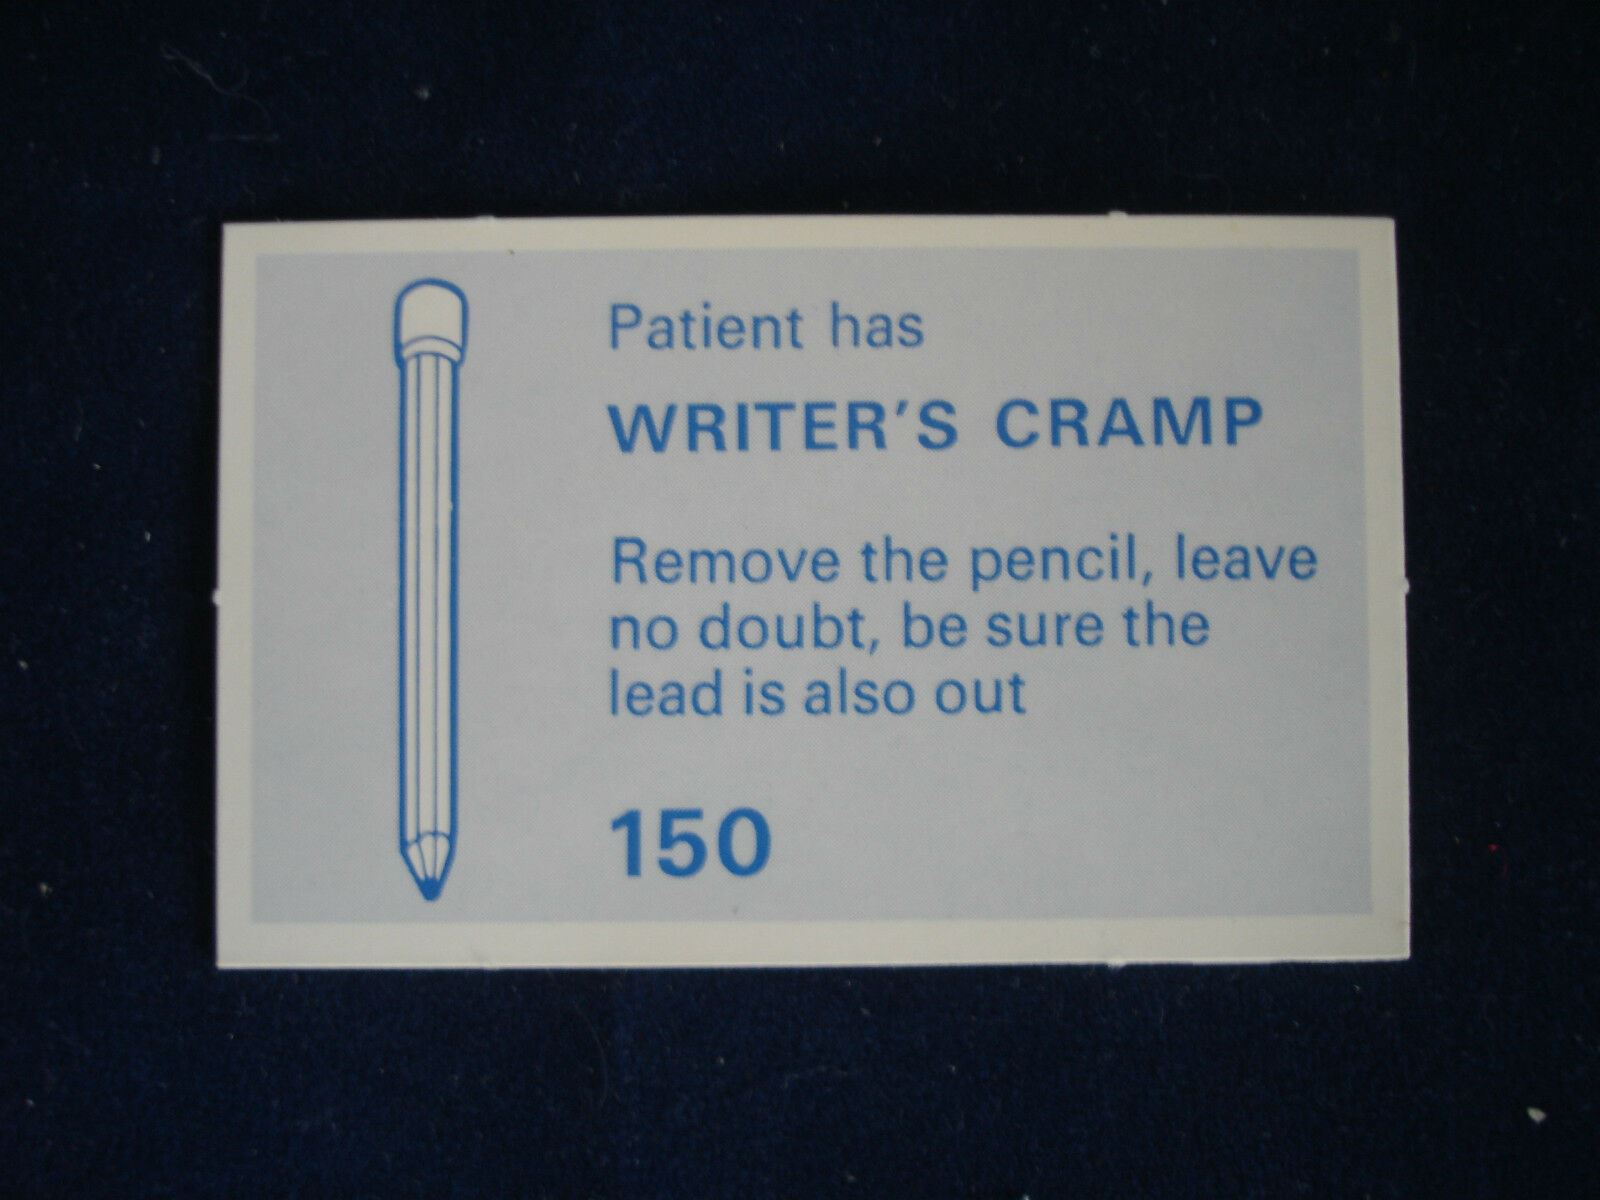 Patient has
WRITER'S CRAMP
Remove the pencil, leave
no doubt, be sure the
lead is also out
150